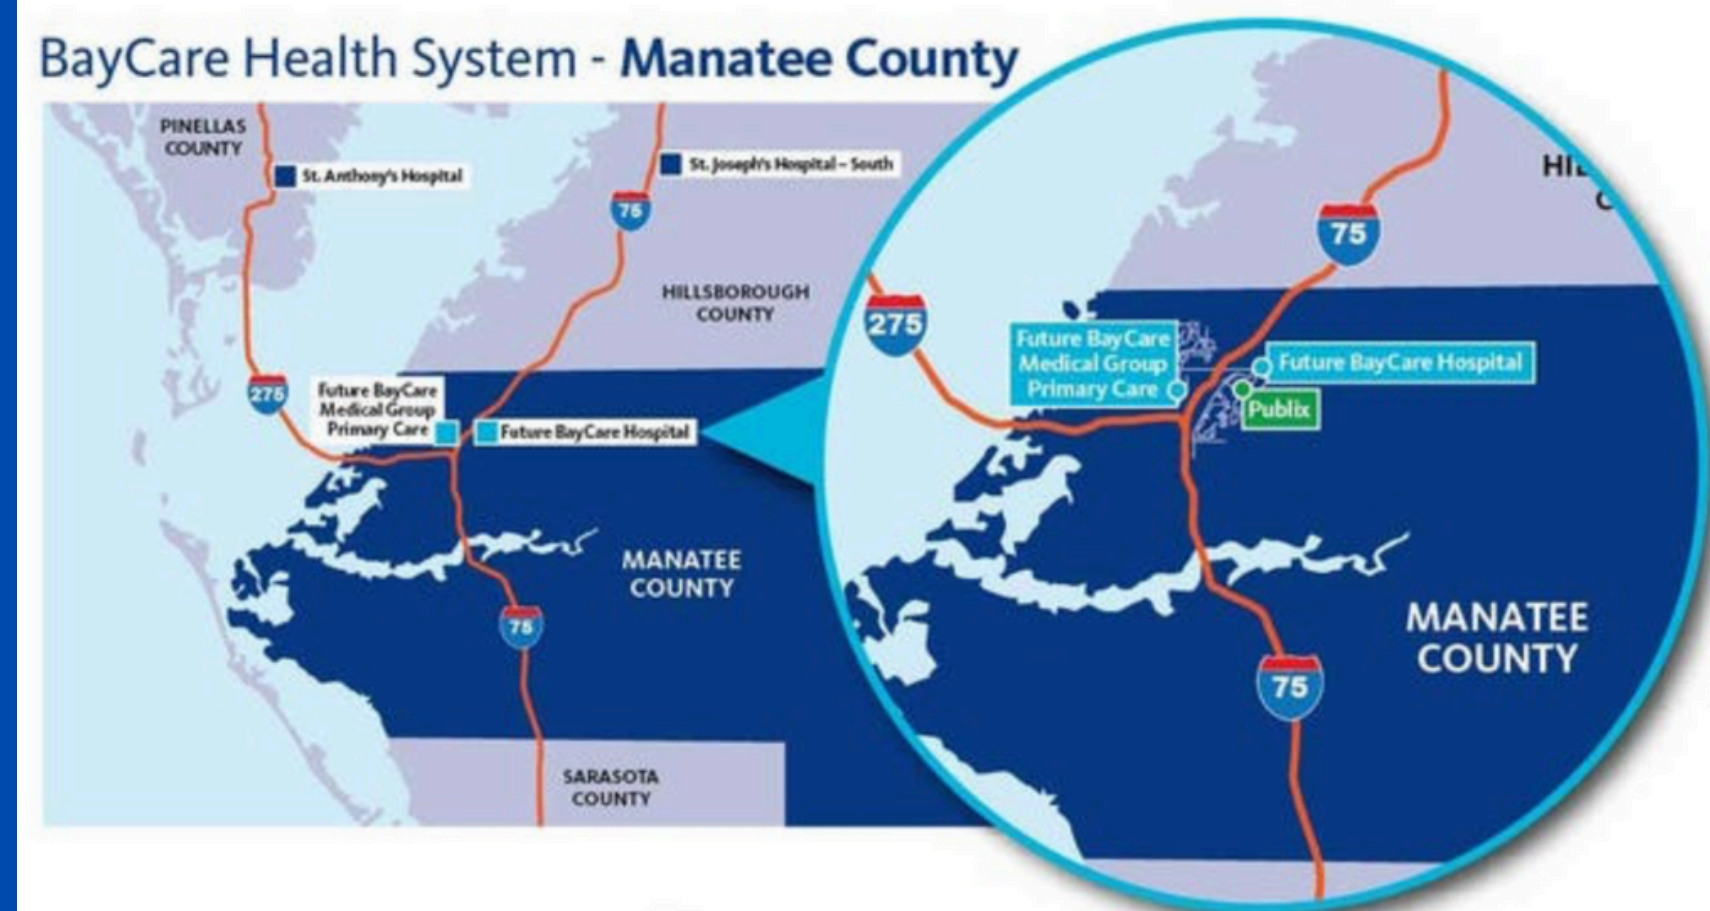 BayCare Health System - Manatee County
PINELLAS
COUNTY
St. Anthony's Hospital
St. Joseph's Hospital – South
75
HILLSBOROUGH
COUNTY
275
Future BayCare
Medical Group
Primary Care
Future BayCare Hospital
MANATEE
COUNTY
75
SARASOTA
COUNTY
HIL
C
75
275
Future BayCare
Medical Group
Primary Care
Future BayCare Hospital
Publix
MANATEE
COUNTY
75